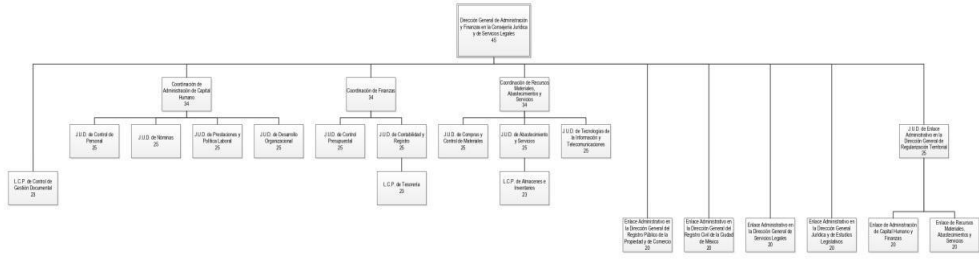 Dirección General de Administración
y Finanzas en la Consejería Jurídica
y de Servicios Legales
45
Coordinación de
Administración de Capital
Humano
34
Coordinación de Finanzas
34
Coordinación de Recursos
Materiales,
Abastecimientos y
Servicios
34
J.U.D. de Control de
Personal
25
J.U.D. de Nóminas
25
J.U.D. de Prestaciones y
Política Laboral
25
J.U.D. de Desarrollo
Organizacional
25
J.U.D. de Control
Presupuestal
25
J.U.D. de Contabilidad y
Registro
25
J.U.D. de Compras y
Control de Materiales
25
J.U.D. de Abastecimiento
y Servicios
25
J.U.D. de Tecnologías de
la Información y
Telecomunicaciones
25
J.U.D. de Enlace
Administrativo en la
Dirección General de
Regularización Territorial
25
L.C.P. de Control de
Gestión Documental
23
L.C.P. de Tesorería
23
L.C.P. de Almacenes e
Inventarios
23
Enlace Administrativo en
la Dirección General del
Registro Público de la
Propiedad y de Comercio
20
Enlace Administrativo en
la Dirección General del
Registro Civil de la Ciudad
de México
20
Enlace Administrativo en
la Dirección General de
Servicios Legales
20
Enlace Administrativo en
la Dirección General
Jurídica y de Estudios
Legislativos
20
Enlace de Administración
de Capital Humano y
Finanzas
20
Enlace de Recursos
Materiales,
Abastecimientos y
Servicios
20